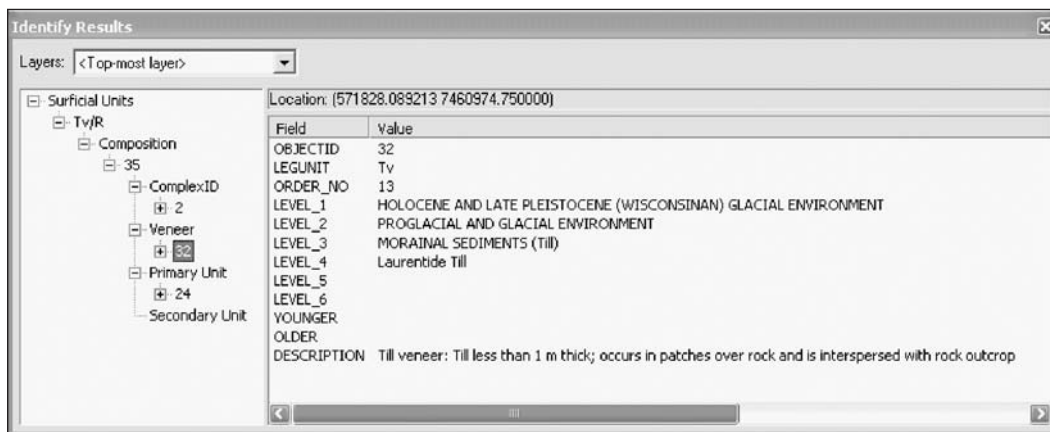 Identify Results
Layers: <Top-most layer>
Surficial Units
Tv/R
Composition
35
ComplexID
2
Veneer
32
Primary Unit
24
Secondary Unit
Location: (571828.089213 7460974.750000)
Field Value
OBJECTID 32
LEGUNIT Tv
ORDER_NO 13
LEVEL_1 HOLOCENE AND LATE PLEISTOCENE (WISCONSINAN) GLACIAL ENVIRONMENT
LEVEL_2 PROGLACIAL AND GLACIAL ENVIRONMENT
LEVEL_3 MORAINAL SEDIMENTS (Till)
LEVEL_4 Laurentide Till
LEVEL_5
LEVEL_6
YOUNGER
OLDER
DESCRIPTION Till veneer: Till less than 1 m thick; occurs in patches over rock and is interspersed with rock outcrop